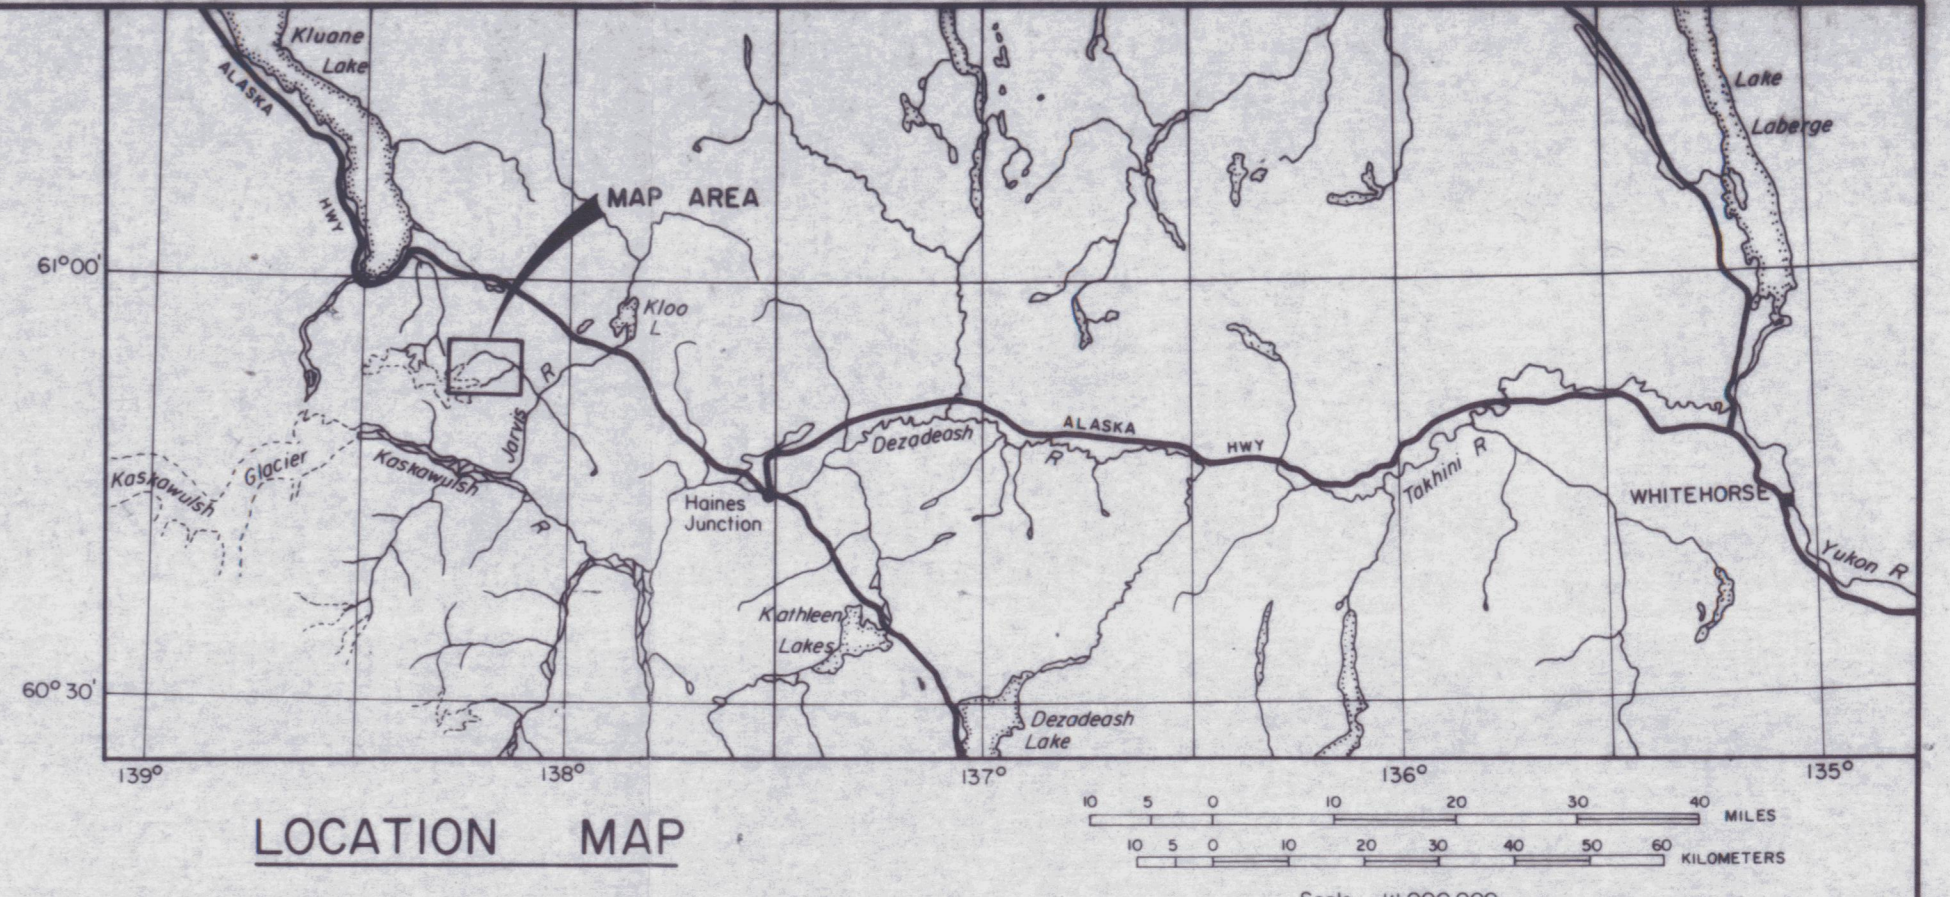 Kluane
Lake
ALASKA
HWY
Lake
Laberge
MAP AREA
61°00'
Kloo
L
R
Jarvis
ALASKA
HWY
Dezadeash
R
Glacier
Kaskawulsh
Kaskawulsh
R
Haines
Junction
Takhini R
WHITEHORSE
Yukon R
Kathleen
Lakes
60°30'
Dezadeash
Lake
139° 138° 137° 136° 135°
LOCATION MAP
10 5 0 10 20 30 40 MILES
10 5 0 10 20 30 40 50 60 KILOMETERS